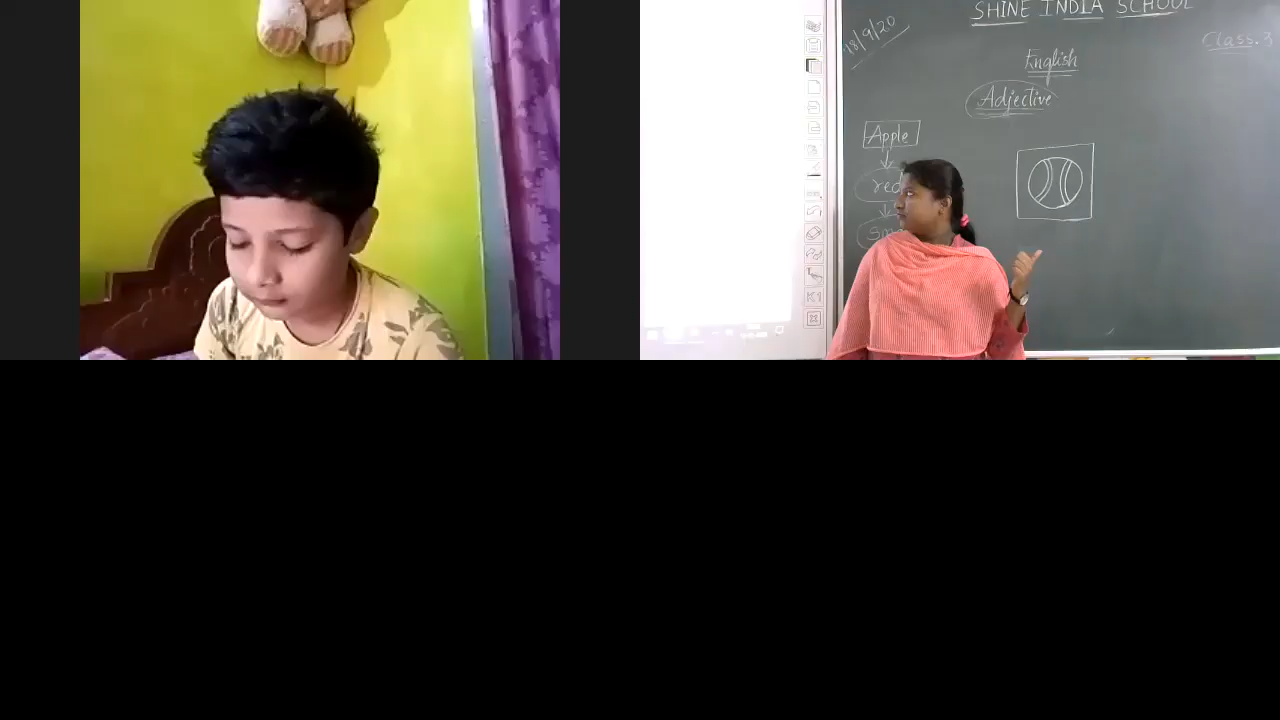 SHINE INDIA SCHOOL
18/9/20
Class.3
English
Adjective
Apple
red